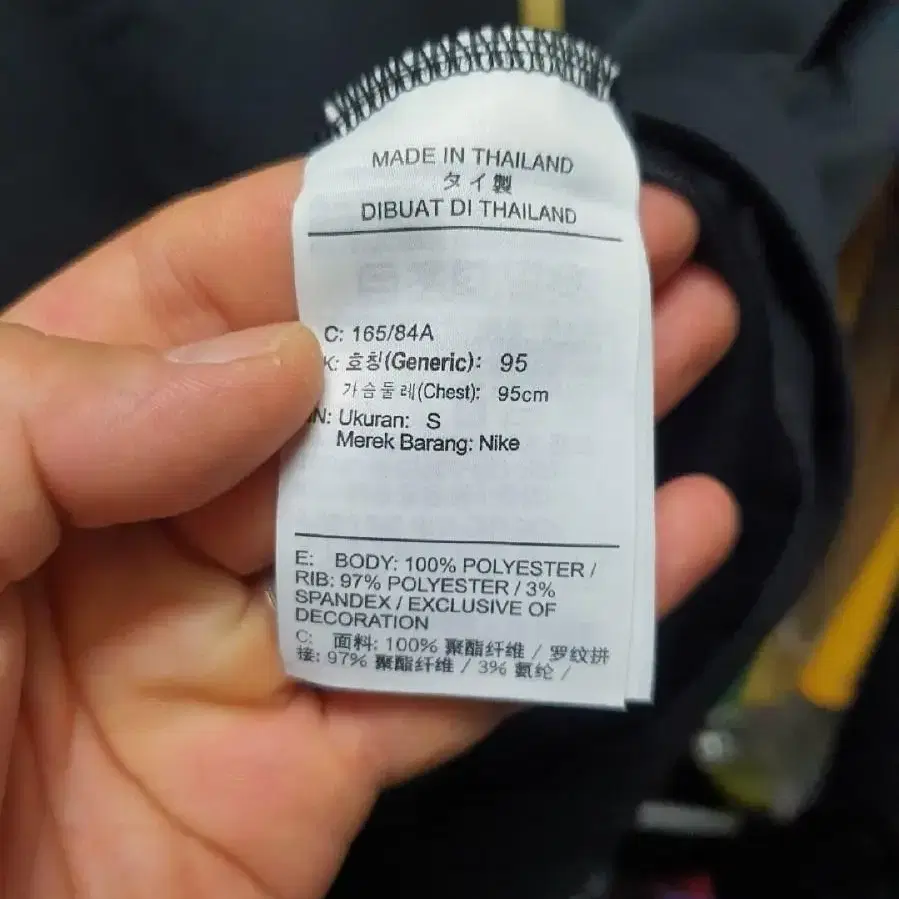 MADE IN THAILAND
タイ製
DIBUAT DI THAILAND
C: 165/84A
K: 호칭(Generic): 95
가슴둘레(Chest): 95cm
IN: Ukuran: S
Merek Barang: Nike
E: BODY: 100% POLYESTER /
RIB: 97% POLYESTER / 3%
SPANDEX / EXCLUSIVE OF
DECORATION
C: 面料: 100% 聚酯纤维 / 罗纹拼
接: 97% 聚酯纤维 / 3% 氨纶 /